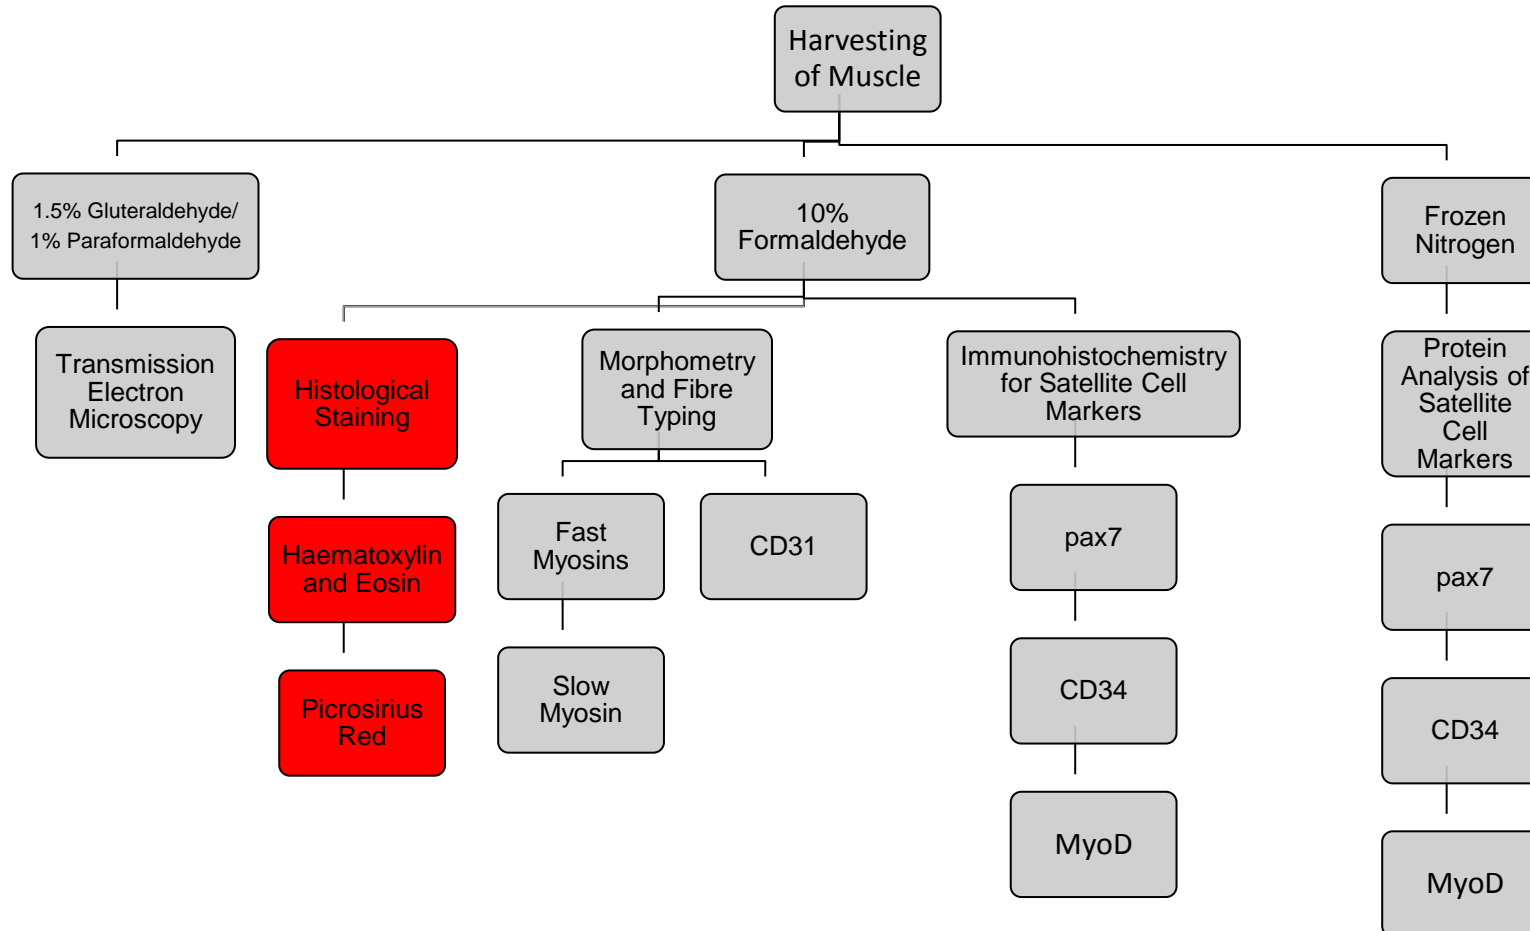 Harvesting
of Muscle
1.5% Gluteraldehyde/
1% Paraformaldehyde
10%
Formaldehyde
Frozen
Nitrogen
Transmission
Electron
Microscopy
Histological
Staining
Morphometry
and Fibre
Typing
Immunohistochemistry
for Satellite Cell
Markers
Protein
Analysis of
Satellite
Cell
Markers
Haematoxylin
and Eosin
Fast
Myosins
CD31
pax7
pax7
Picrosirius
Red
Slow
Myosin
CD34
CD34
MyoD
MyoD